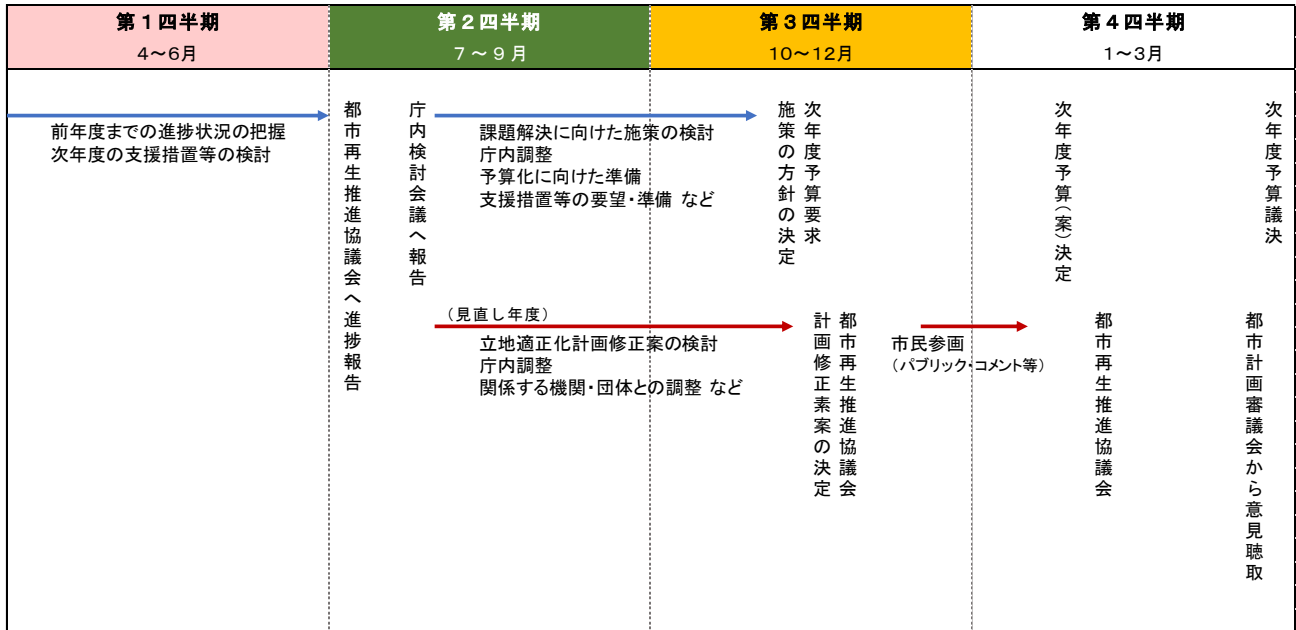 第1四半期
4～6月
第2四半期
7～9月
第3四半期
10～12月
第4四半期
1～3月
前年度までの進捗状況の把握
次年度の支援措置等の検討
都市再生推進協議会へ進捗報告
庁内検討会議へ報告
課題解決に向けた施策の検討
庁内調整
予算化に向けた準備
支援措置等の要望・準備 など
次年度予算要求
施策の方針の決定
次年度予算（案）決定
次年度予算議決
（見直し年度）
立地適正化計画修正案の検討
庁内調整
関係する機関・団体との調整 など
都市再生推進協議会
計画修正素案の決定
市民参画
（パブリック・コメント等）
都市再生推進協議会
都市計画審議会から意見聴取